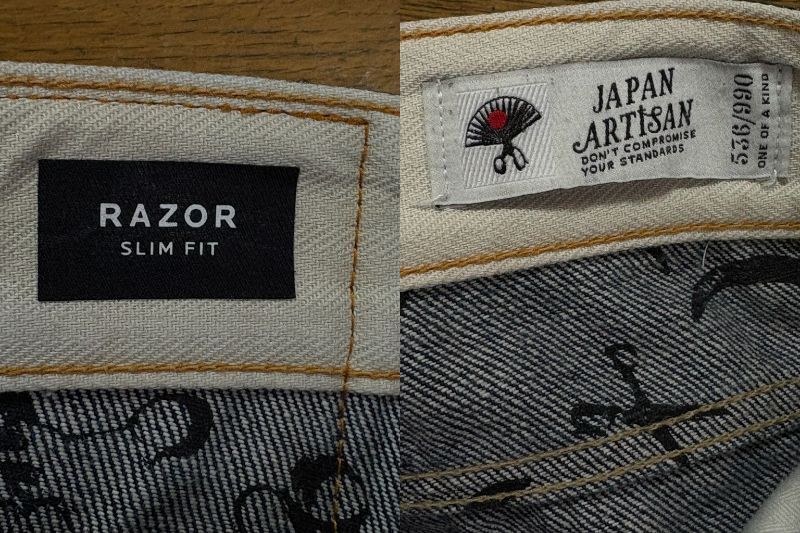 RAZOR
SLIM FIT
JAPAN
ARTISAN
DON'T COMPROMISE
YOUR STANDARDS
536/990
ONE OF A KIND